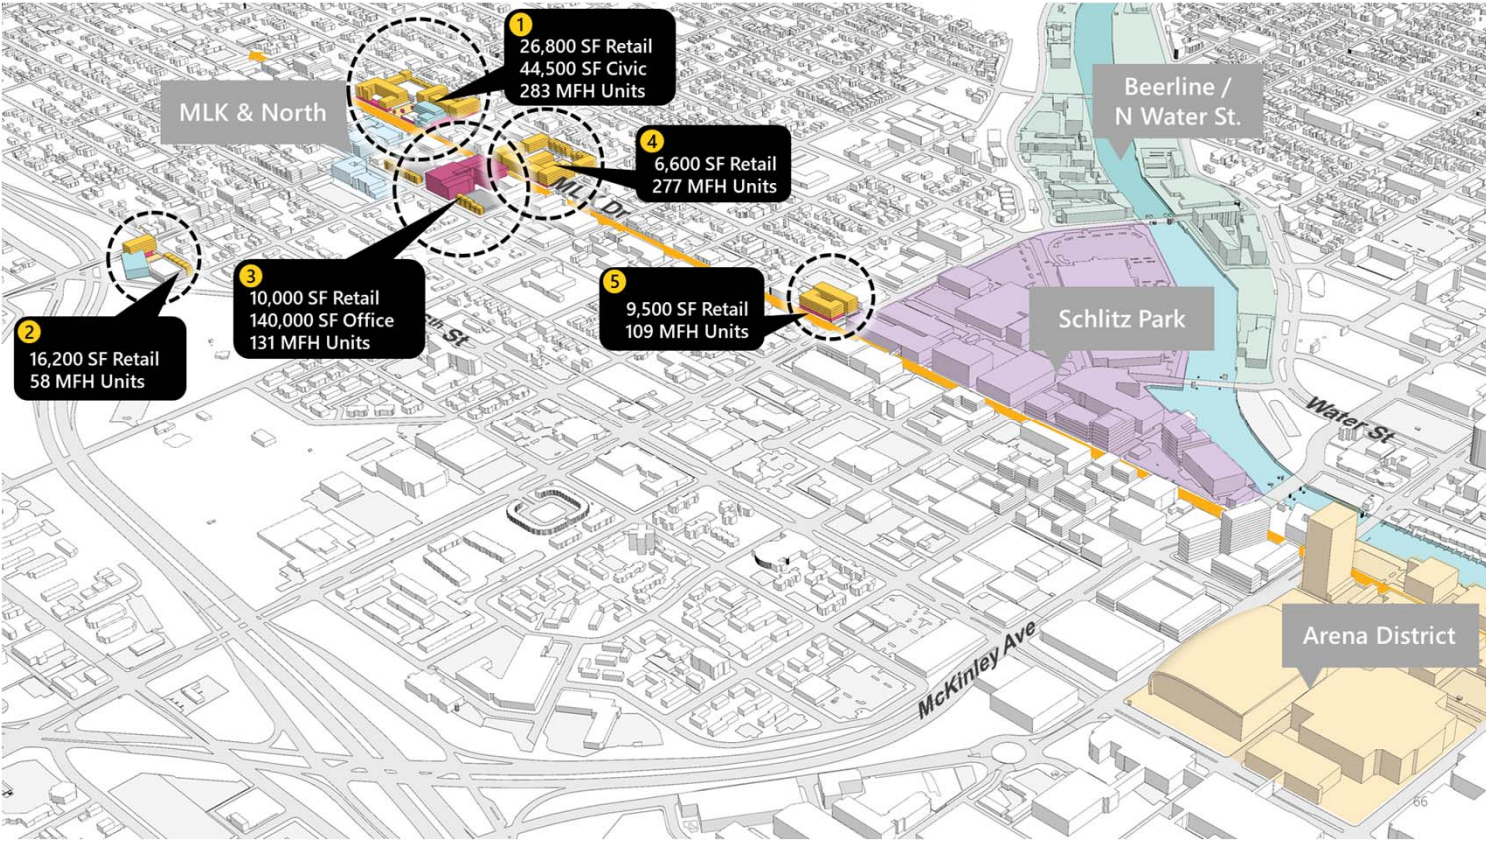 1
26,800 SF Retail
44,500 SF Civic
283 MFH Units
MLK & North
Beerline /
N Water St.
4
6,600 SF Retail
277 MFH Units
MLK Dr
3
10,000 SF Retail
140,000 SF Office
131 MFH Units
St
5
9,500 SF Retail
109 MFH Units
2
16,200 SF Retail
58 MFH Units
Schlitz Park
Water St
Arena District
McKinley Ave
66